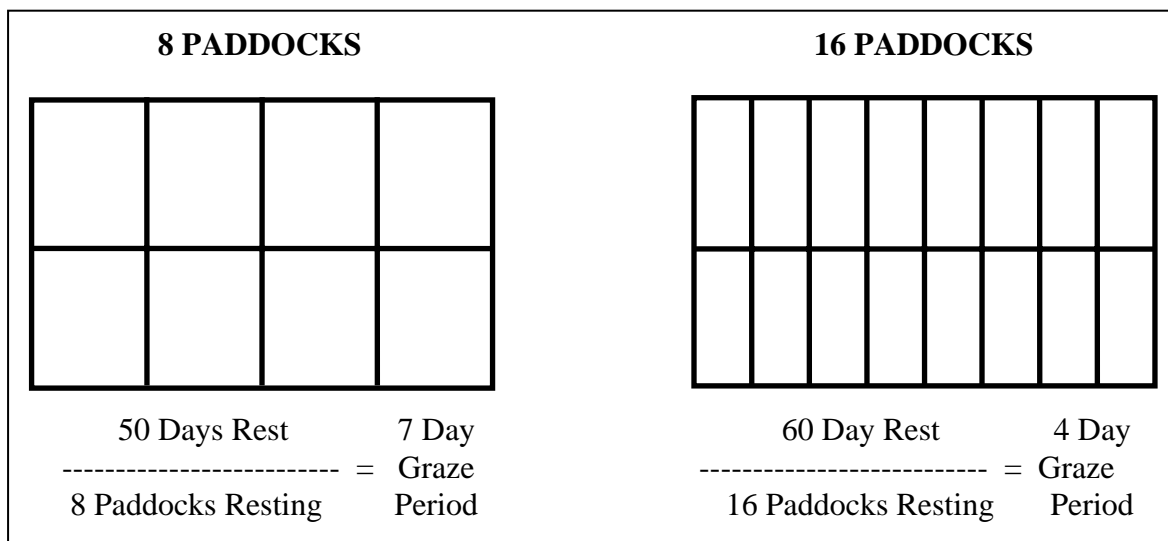 8 PADDOCKS
50 Days Rest 7 Day
-------------------------- = Graze
8 Paddocks Resting Period
16 PADDOCKS
60 Day Rest 4 Day
--------------------------- = Graze
16 Paddocks Resting Period